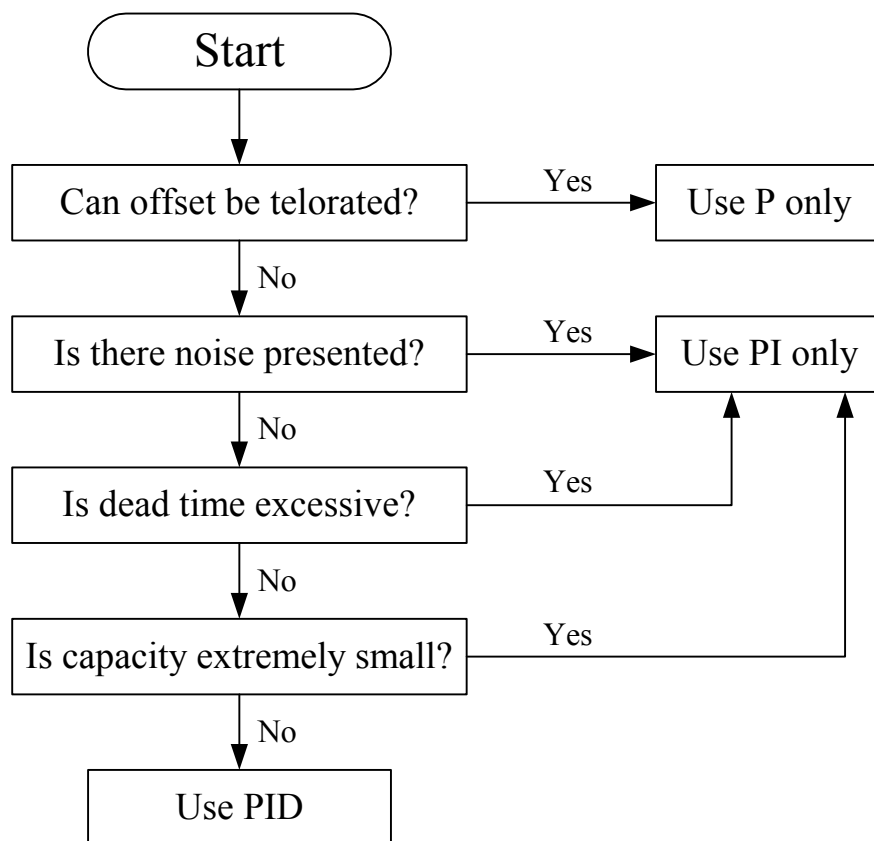 Start
Can offset be telorated?
Yes
Use P only
No
Is there noise presented?
Yes
Use PI only
No
Is dead time excessive?
Yes
No
Is capacity extremely small?
Yes
No
Use PID